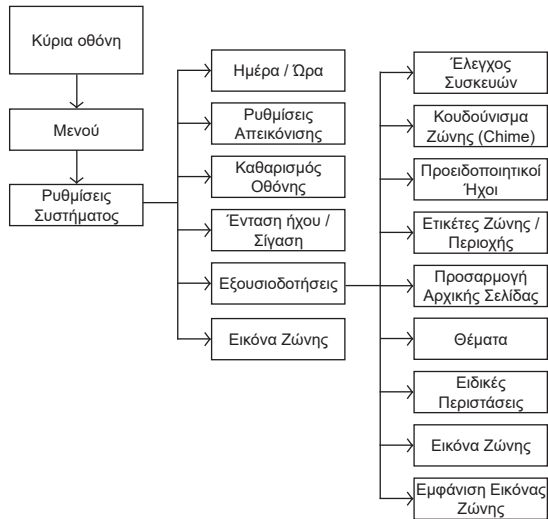 Κύρια οθόνη
Μενού
Ρυθμίσεις
Συστήματος
Ημέρα / Ώρα
Ρυθμίσεις
Απεικόνισης
Καθαρισμός
Οθόνης
Ένταση ήχου /
Σίγαση
Εξουσιοδοτήσεις
Εικόνα Ζώνης
Έλεγχος
Συσκευών
Κουδούνισμα
Ζώνης (Chime)
Προειδοποιητικοί
Ήχοι
Ετικέτες Ζώνης /
Περιοχής
Προσαρμογή
Αρχικής Σελίδας
Θέματα
Ειδικές
Περιστάσεις
Εικόνα Ζώνης
Εμφάνιση Εικόνας
Ζώνης